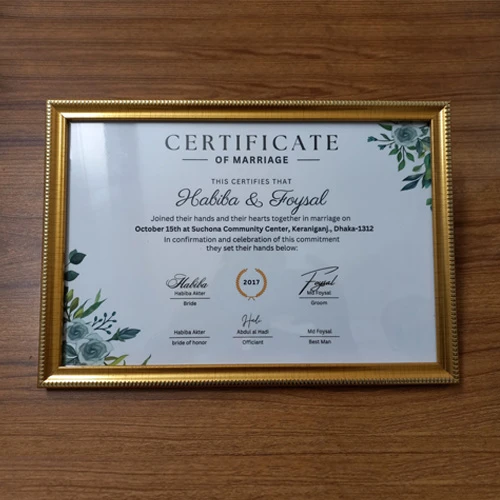 CERTIFICATE
OF MARRIAGE
THIS CERTIFIES THAT
Habiba & Foysal
Joined their hands and their hearts together in marriage on
October 15th at Suchona Community Center, Keraniganj., Dhaka-1312
In confirmation and celebration of this commitment
they set their hands below:
Habiba 2017 Foysal
Habiba Akter Md Foysal
Bride Groom
Hadi
Habiba Akter Abdul al Hadi Md Foysal
bride of honor Officient Best Man